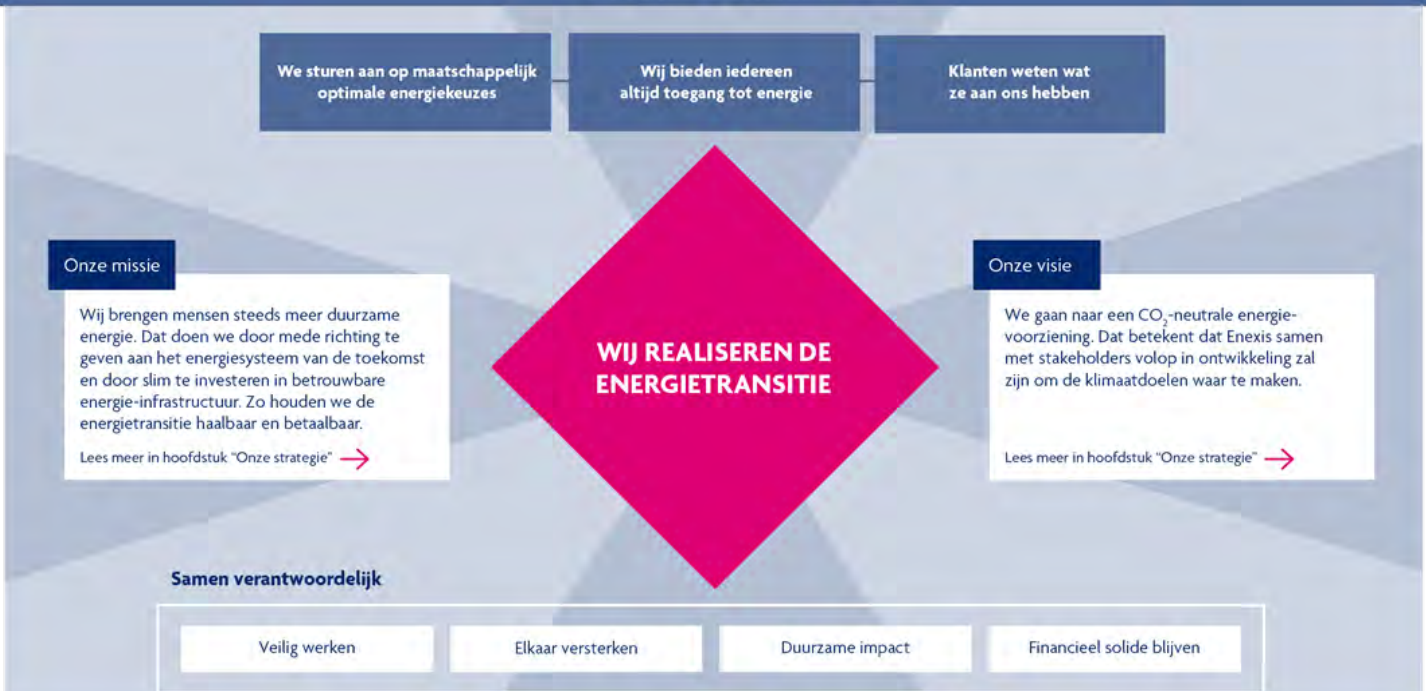 We sturen aan op maatschappelijk
optimale energiekeuzes
Wij bieden iedereen
altijd toegang tot energie
Klanten weten wat
ze aan ons hebben
Onze missie
Wij brengen mensen steeds meer duurzame
energie. Dat doen we door mede richting te
geven aan het energiesysteem van de toekomst
en door slim te investeren in betrouwbare
energie-infrastructuur. Zo houden we de
energietransitie haalbaar en betaalbaar.
Lees meer in hoofdstuk "Onze strategie"
WIJ REALISEREN DE
ENERGIETRANSITIE
Onze visie
We gaan naar een CO₂-neutrale energie-
voorziening. Dat betekent dat Enexis samen
met stakeholders volop in ontwikkeling zal
zijn om de klimaatdoelen waar te maken.
Lees meer in hoofdstuk "Onze strategie"
Samen verantwoordelijk
Veilig werken
Elkaar versterken
Duurzame impact
Financieel solide blijven